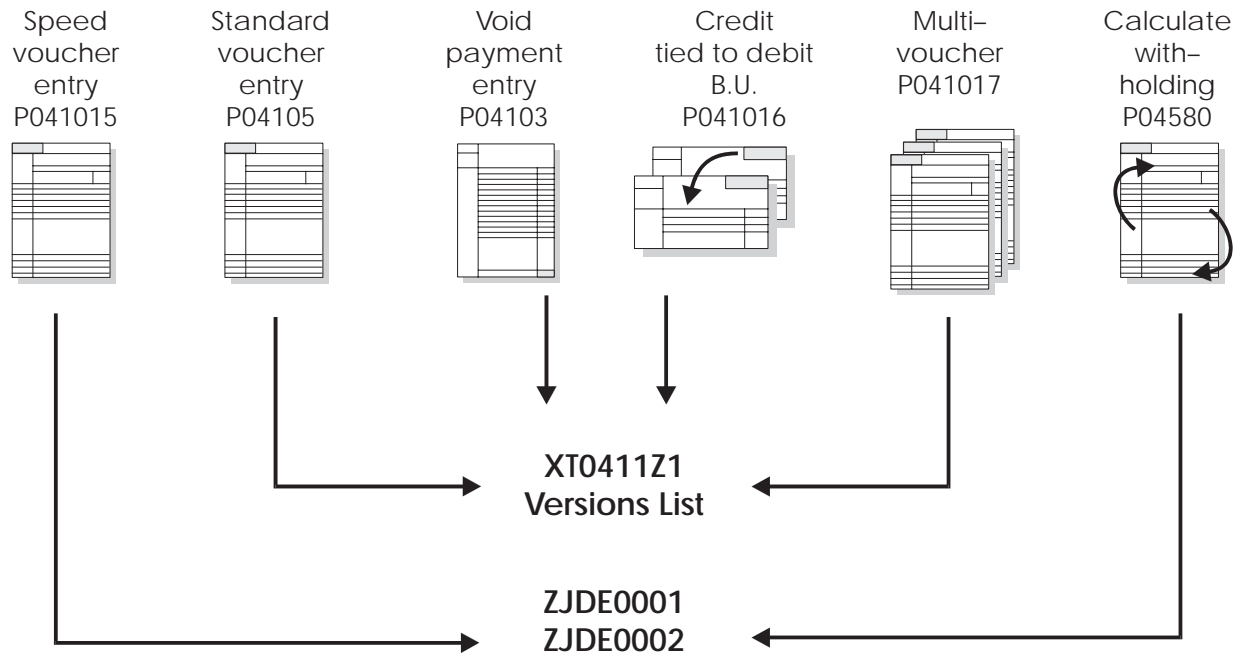 Speed
voucher
entry
P041015
Standard
voucher
entry
P04105
Void
payment
entry
P04103
Credit
tied to debit
B.U.
P041016
Multi–
voucher
P041017
Calculate
with–
holding
P04580
XT0411Z1
Versions List
ZJDE0001
ZJDE0002